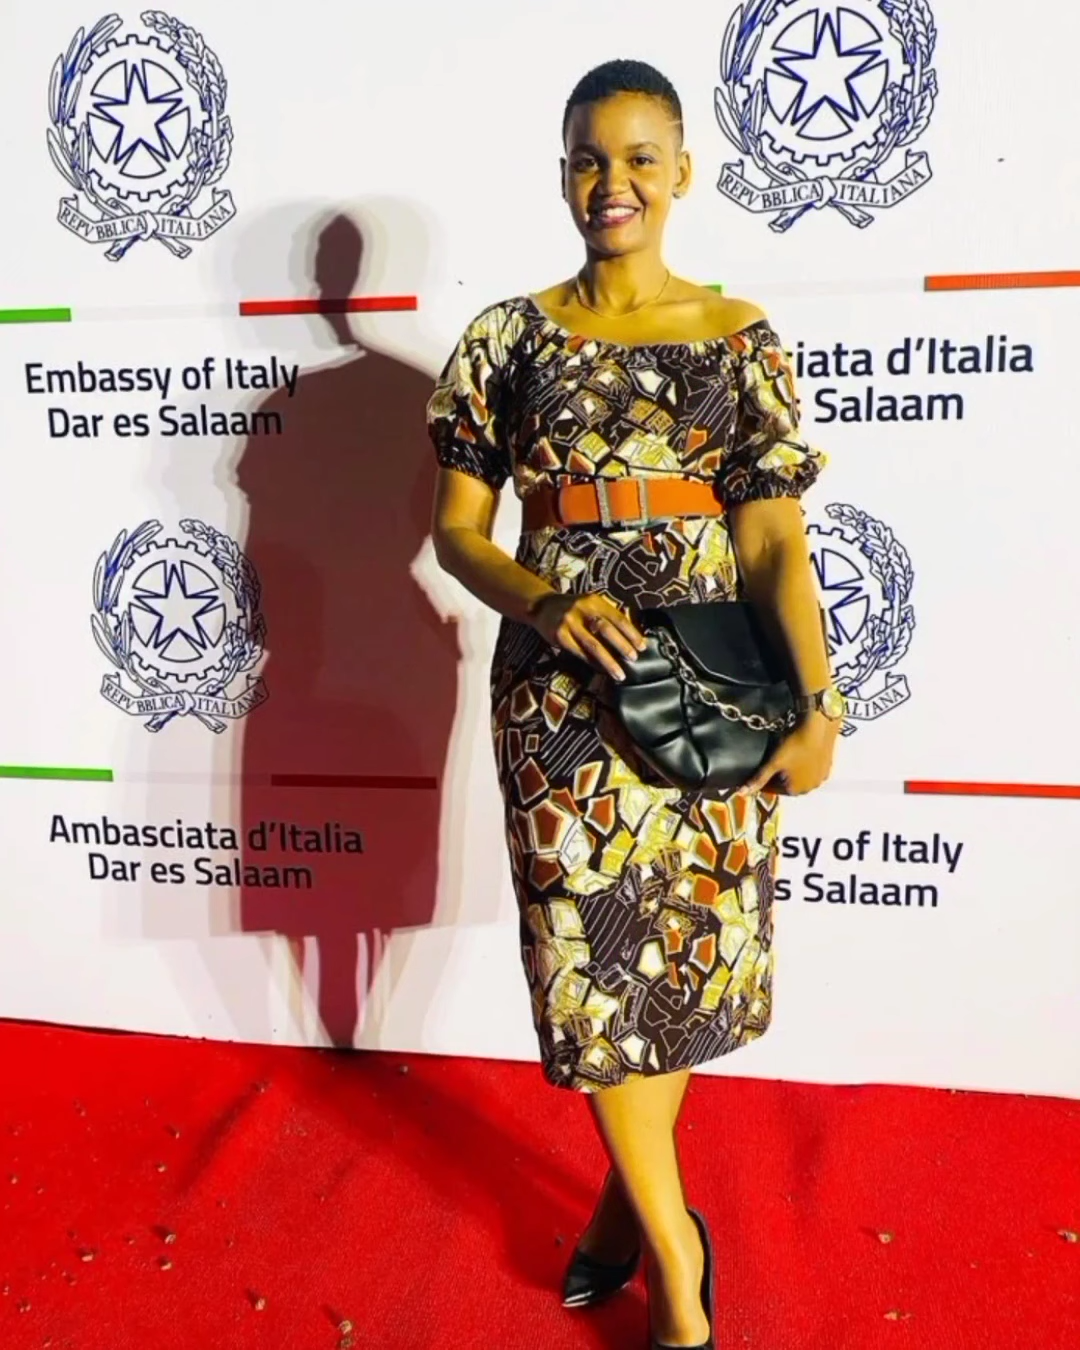 REPVBBLICA ITALIANA
REPVBBLICA ITALIANA
Embassy of Italy
Dar es Salaam
iata d'Italia
Salaam
REPVBBLICA ITALIANA
ALIANA
Ambasciata d'Italia
Dar es Salaam
sy of Italy
s Salaam